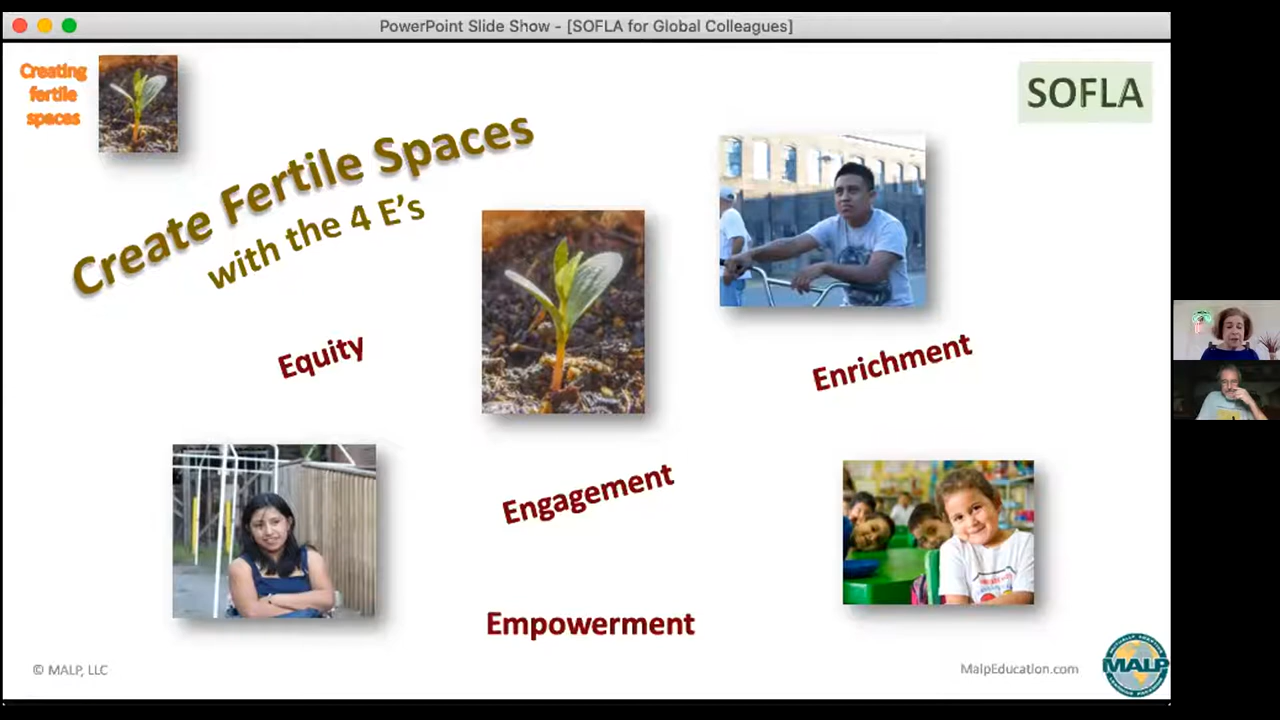 PowerPoint Slide Show - [SOFLA for Global Colleagues]
Creating
fertile
spaces
SOFLA
Create Fertile Spaces
with the 4 E's
Equity
Enrichment
Engagement
Empowerment
© MALP, LLC
MalpEducation.com
MALP